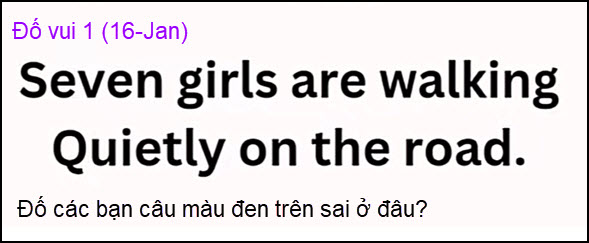 Đố vui 1 (16-Jan)
Seven girls are walking
Quietly on the road.
Đố các bạn câu màu đen trên sai ở đâu?